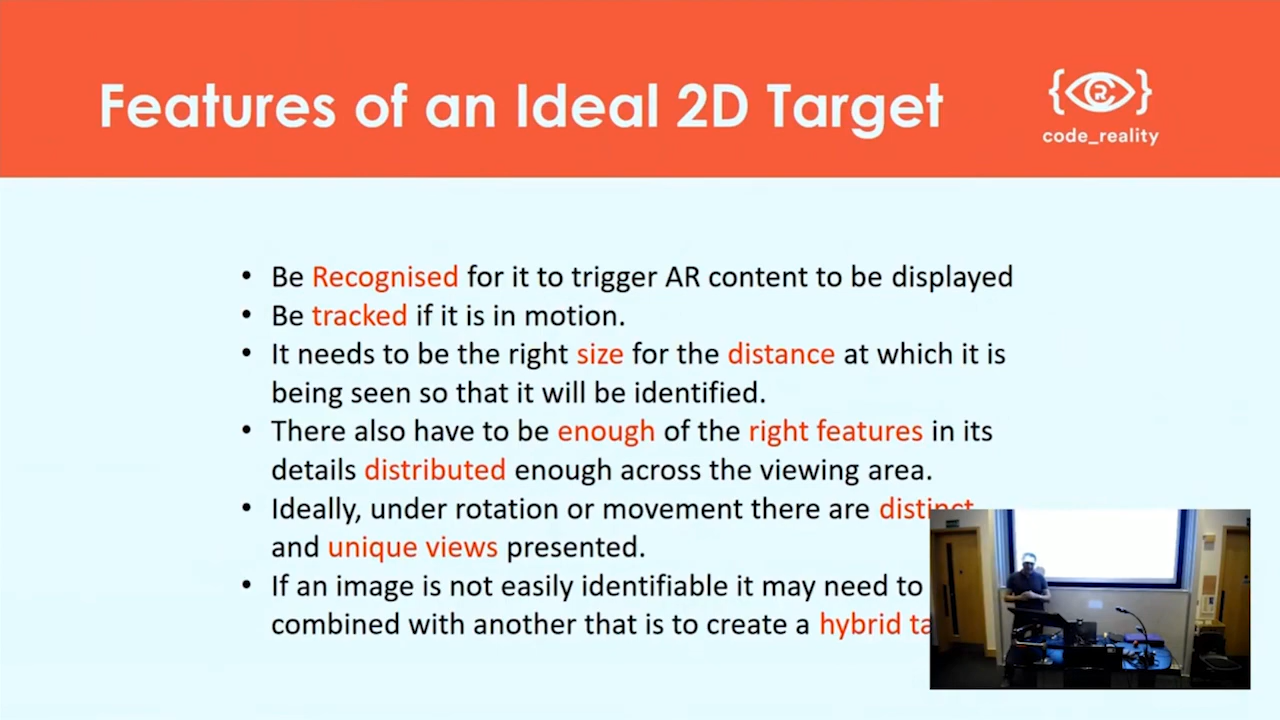 Features of an Ideal 2D Target
code_reality
• Be Recognised for it to trigger AR content to be displayed
• Be tracked if it is in motion.
• It needs to be the right size for the distance at which it is
being seen so that it will be identified.
• There also have to be enough of the right features in its
details distributed enough across the viewing area.
• Ideally, under rotation or movement there are distinct
and unique views presented.
• If an image is not easily identifiable it may need to
combined with another that is to create a hybrid